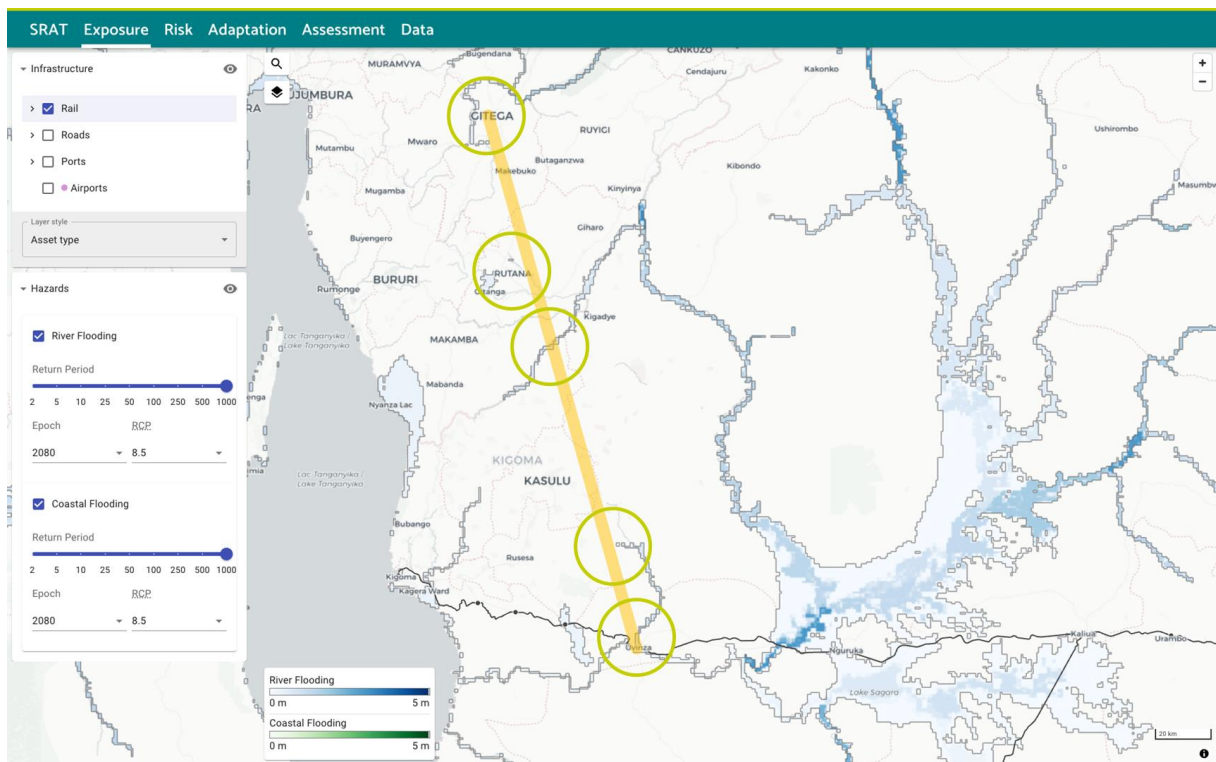 SRAT Exposure Risk Adaptation Assessment Data
Infrastructure
Rail
Roads
Ports
Airports
Layer style
Asset type
Hazards
River Flooding
Return Period
2 5 10 25 50 100 250 500 1000
Epoch RCP
2080 8.5
Coastal Flooding
Return Period
2 5 10 25 50 100 250 500 1000
Epoch RCP
2080 8.5
Bugendana
MURAMVYA
CANKUZO
Cendajuru
Kakonko
GITEGA
RUYIGI
Ushirombo
Mutambu
Mwaro
Butaganzwa
Makebuko
Kibondo
Mugamba
Kinyinya
Giharo
Buyengero
RUTANA
BURURI
Gitanga
Rumonge
Kigadye
Lac Tanganyika /
Lake Tanganyika
MAKAMBA
Mabanda
Nyanza Lac
KIGOMA
KASULU
Lac Tanganyika /
Lake Tanganyika
Bubango
Rusesa
Kigoma
Kagera Ward
Uvinza
Nguruka
Kaliua
Urambo
Lake Sagara
River Flooding
0 m 5 m
Coastal Flooding
0 m 5 m
20 km